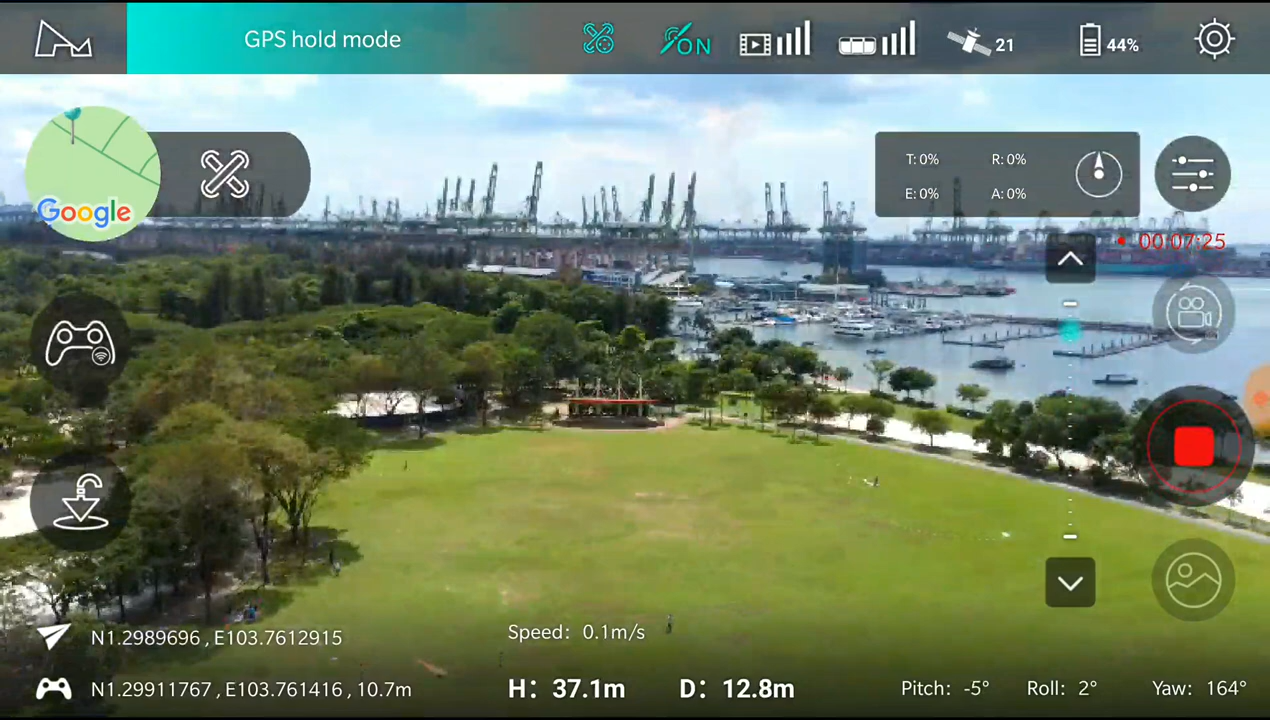 GPS hold mode
ON
21
44%
Google
T: 0% R: 0%
E: 0% A: 0%
00:07:25
N1.2989696 , E103.7612915
Speed: 0.1m/s
N1.29911767 , E103.761416 , 10.7m
H: 37.1m D: 12.8m
Pitch: -5° Roll: 2° Yaw: 164°